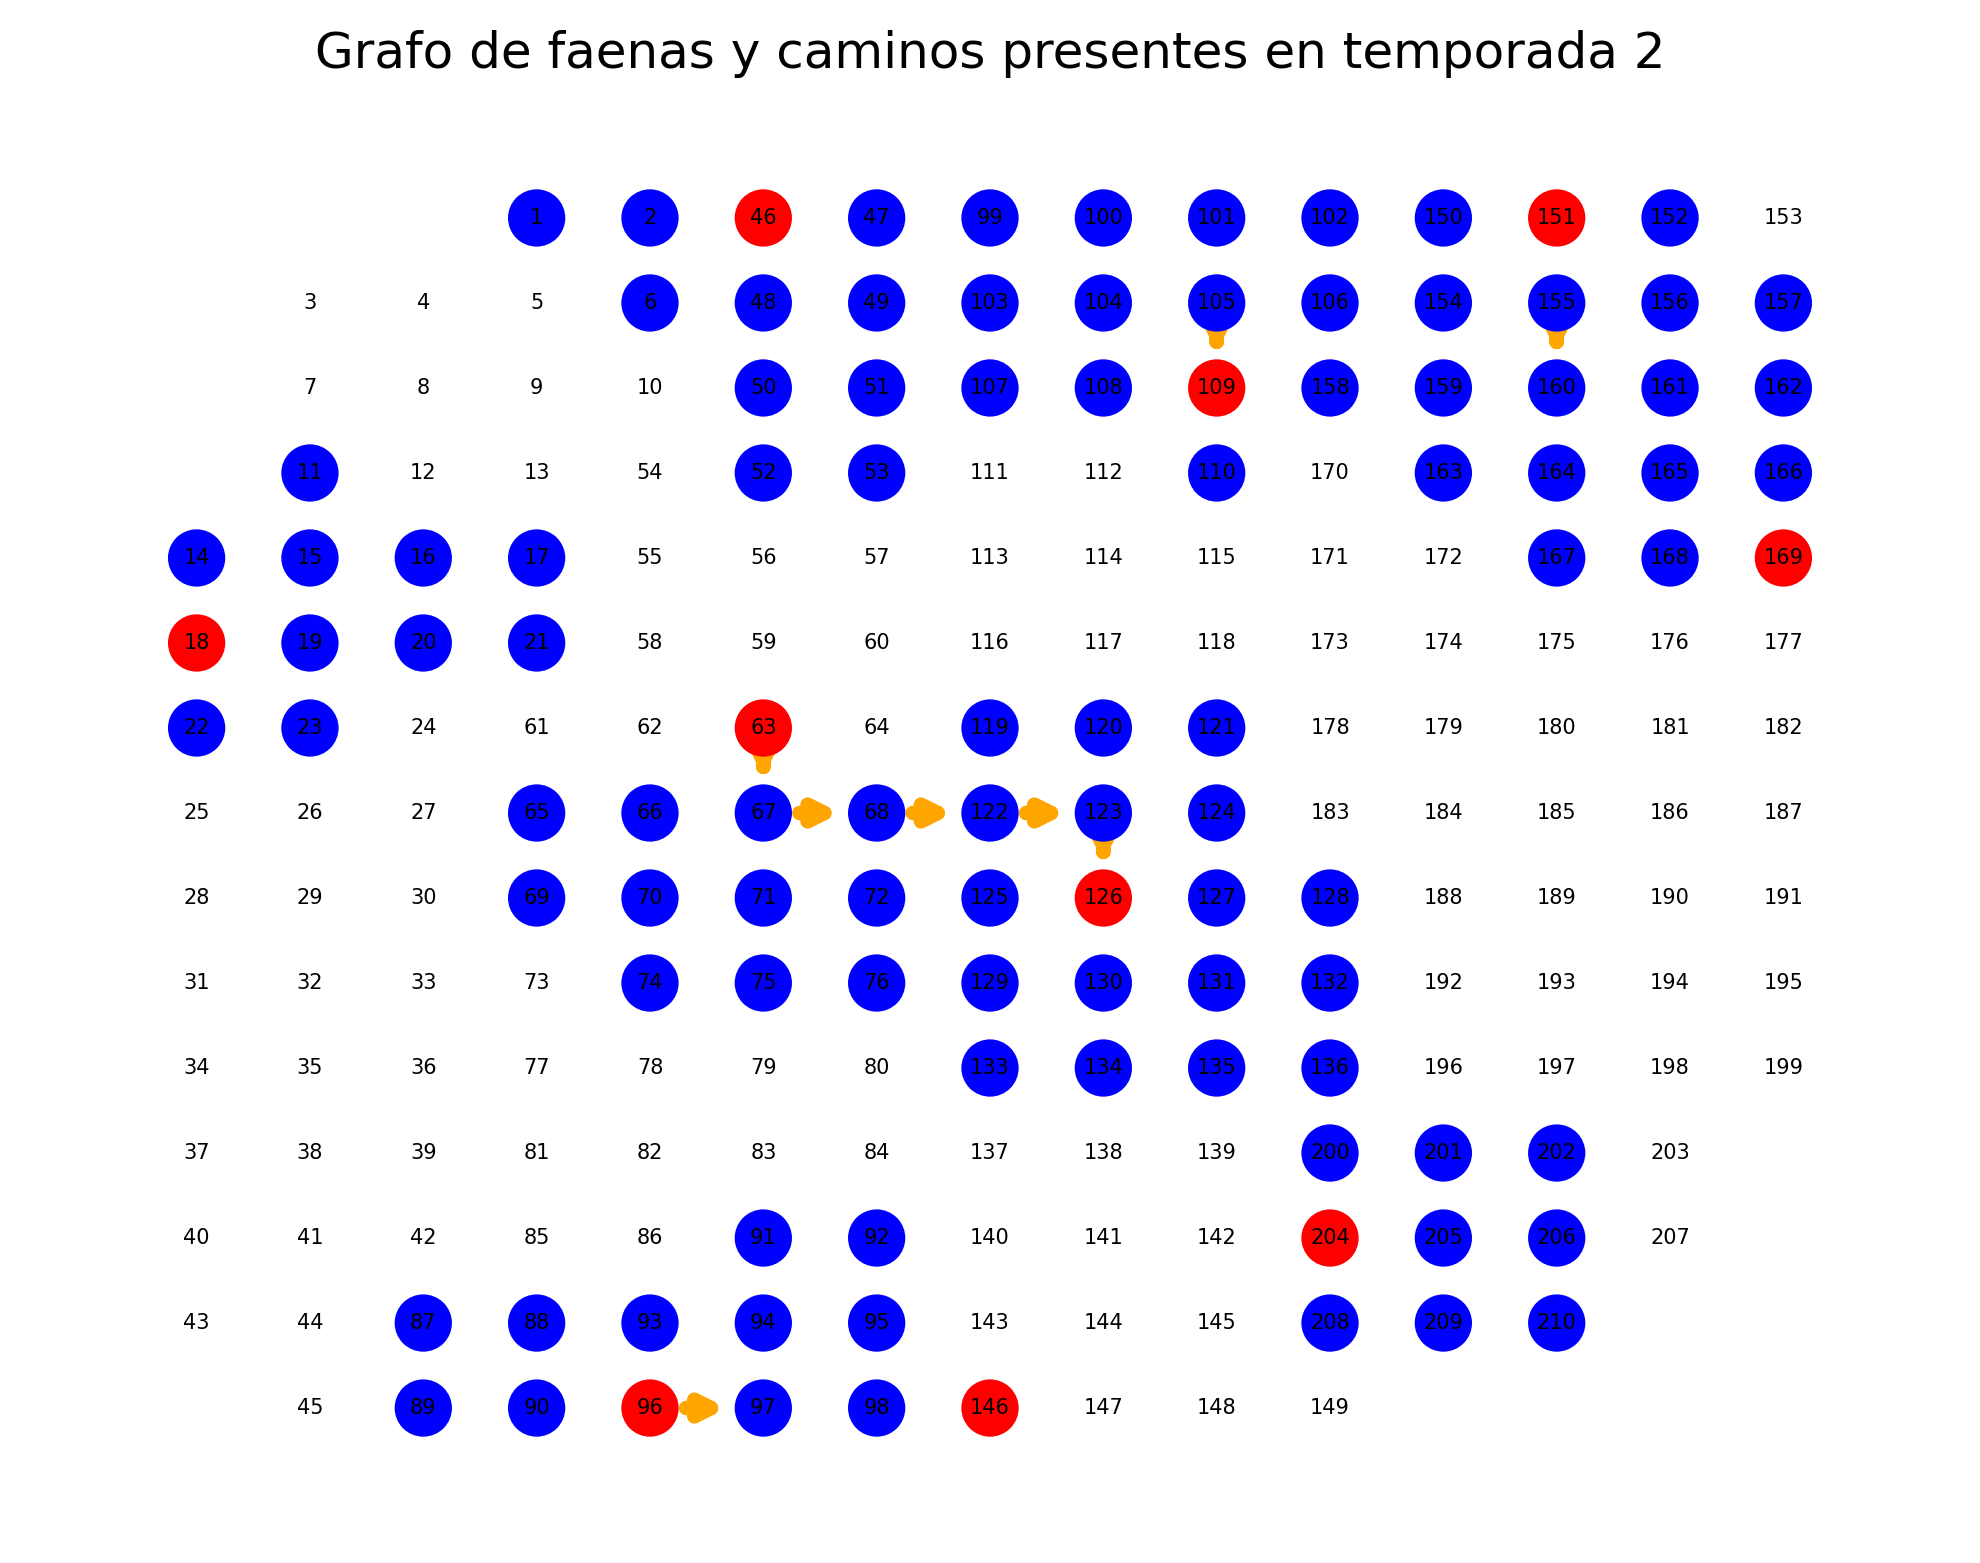 Grafo de faenas y caminos presentes en temporada 2
1 2 46 47 99 100 101 102 150 151 152 153
3 4 5 6 48 49 103 104 105 106 154 155 156 157
7 8 9 10 50 51 107 108 109 158 159 160 161 162
11 12 13 54 52 53 111 112 110 170 163 164 165 166
14 15 16 17 55 56 57 113 114 115 171 172 167 168 169
18 19 20 21 58 59 60 116 117 118 173 174 175 176 177
22 23 24 61 62 63 64 119 120 121 178 179 180 181 182
25 26 27 65 66 67 68 122 123 124 183 184 185 186 187
28 29 30 69 70 71 72 125 126 127 128 188 189 190 191
31 32 33 73 74 75 76 129 130 131 132 192 193 194 195
34 35 36 77 78 79 80 133 134 135 136 196 197 198 199
37 38 39 81 82 83 84 137 138 139 200 201 202 203
40 41 42 85 86 91 92 140 141 142 204 205 206 207
43 44 87 88 93 94 95 143 144 145 208 209 210
45 89 90 96 97 98 146 147 148 149